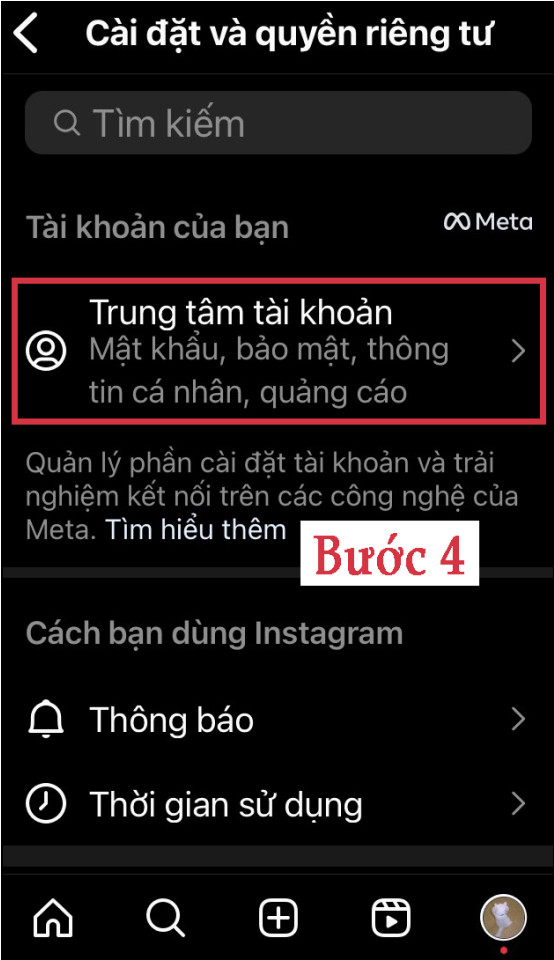 Cài đặt và quyền riêng tư
Tìm kiếm
Tài khoản của bạn
Meta
Trung tâm tài khoản
Mật khẩu, bảo mật, thông
tin cá nhân, quảng cáo
Quản lý phần cài đặt tài khoản và trải
nghiệm kết nối trên các công nghệ của
Meta. Tìm hiểu thêm
Bước 4
Cách bạn dùng Instagram
Thông báo
Thời gian sử dụng